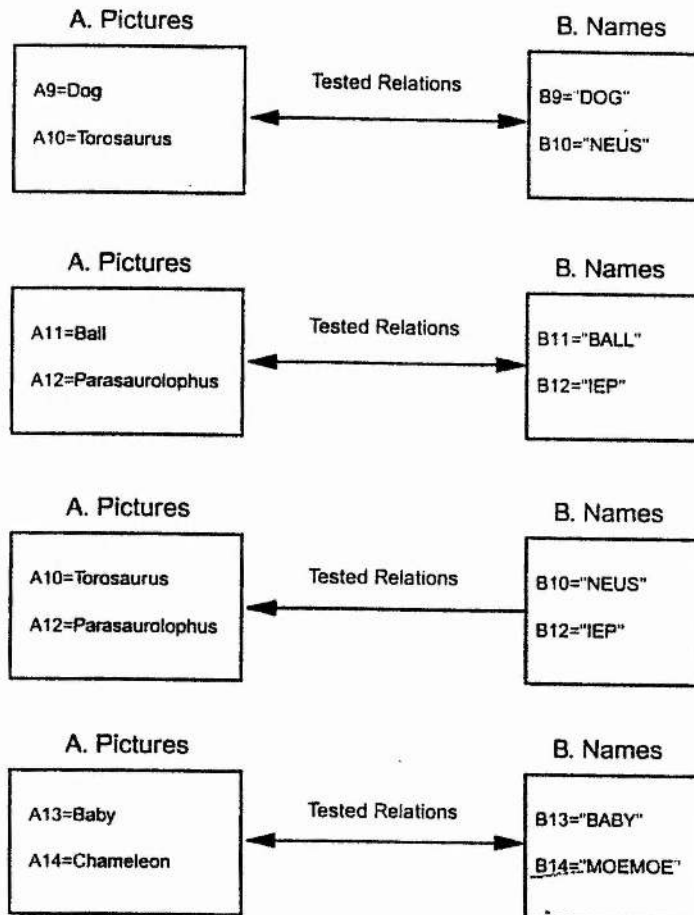 A. Pictures
B. Names
Tested Relations
A9=Dog
B9="DOG"
A10=Torosaurus
B10="NEUS"
A. Pictures
B. Names
Tested Relations
A11=Ball
B11="BALL"
A12=Parasaurolophus
B12="IEP"
A. Pictures
B. Names
Tested Relations
A10=Torosaurus
B10="NEUS"
A12=Parasaurolophus
B12="IEP"
A. Pictures
B. Names
Tested Relations
A13=Baby
B13="BABY"
A14=Chameleon
B14="MOEMOE"